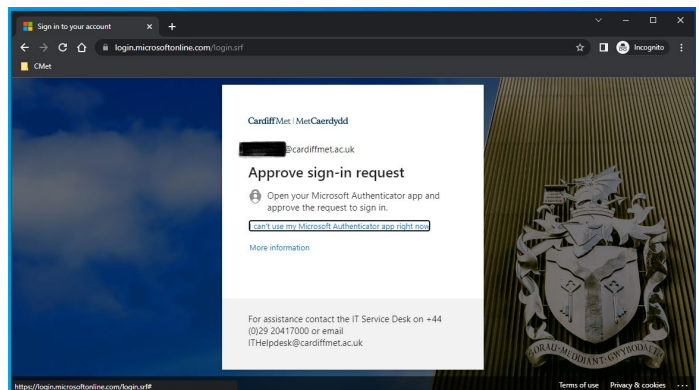 Sign in to your account
login.microsoftonline.com/login.srf
Incognito
CMet
CardiffMet | MetCaerdydd
@cardiffmet.ac.uk
Approve sign-in request
Open your Microsoft Authenticator app and
approve the request to sign in.
I can't use my Microsoft Authenticator app right now
More information
For assistance contact the IT Service Desk on +44
(0)29 20417000 or email
ITHelpdesk@cardiffmet.ac.uk
GORAU·MEDDIANT·GWYBODAETH
https://login.microsoftonline.com/login.srf#
Terms of use Privacy & cookies ...